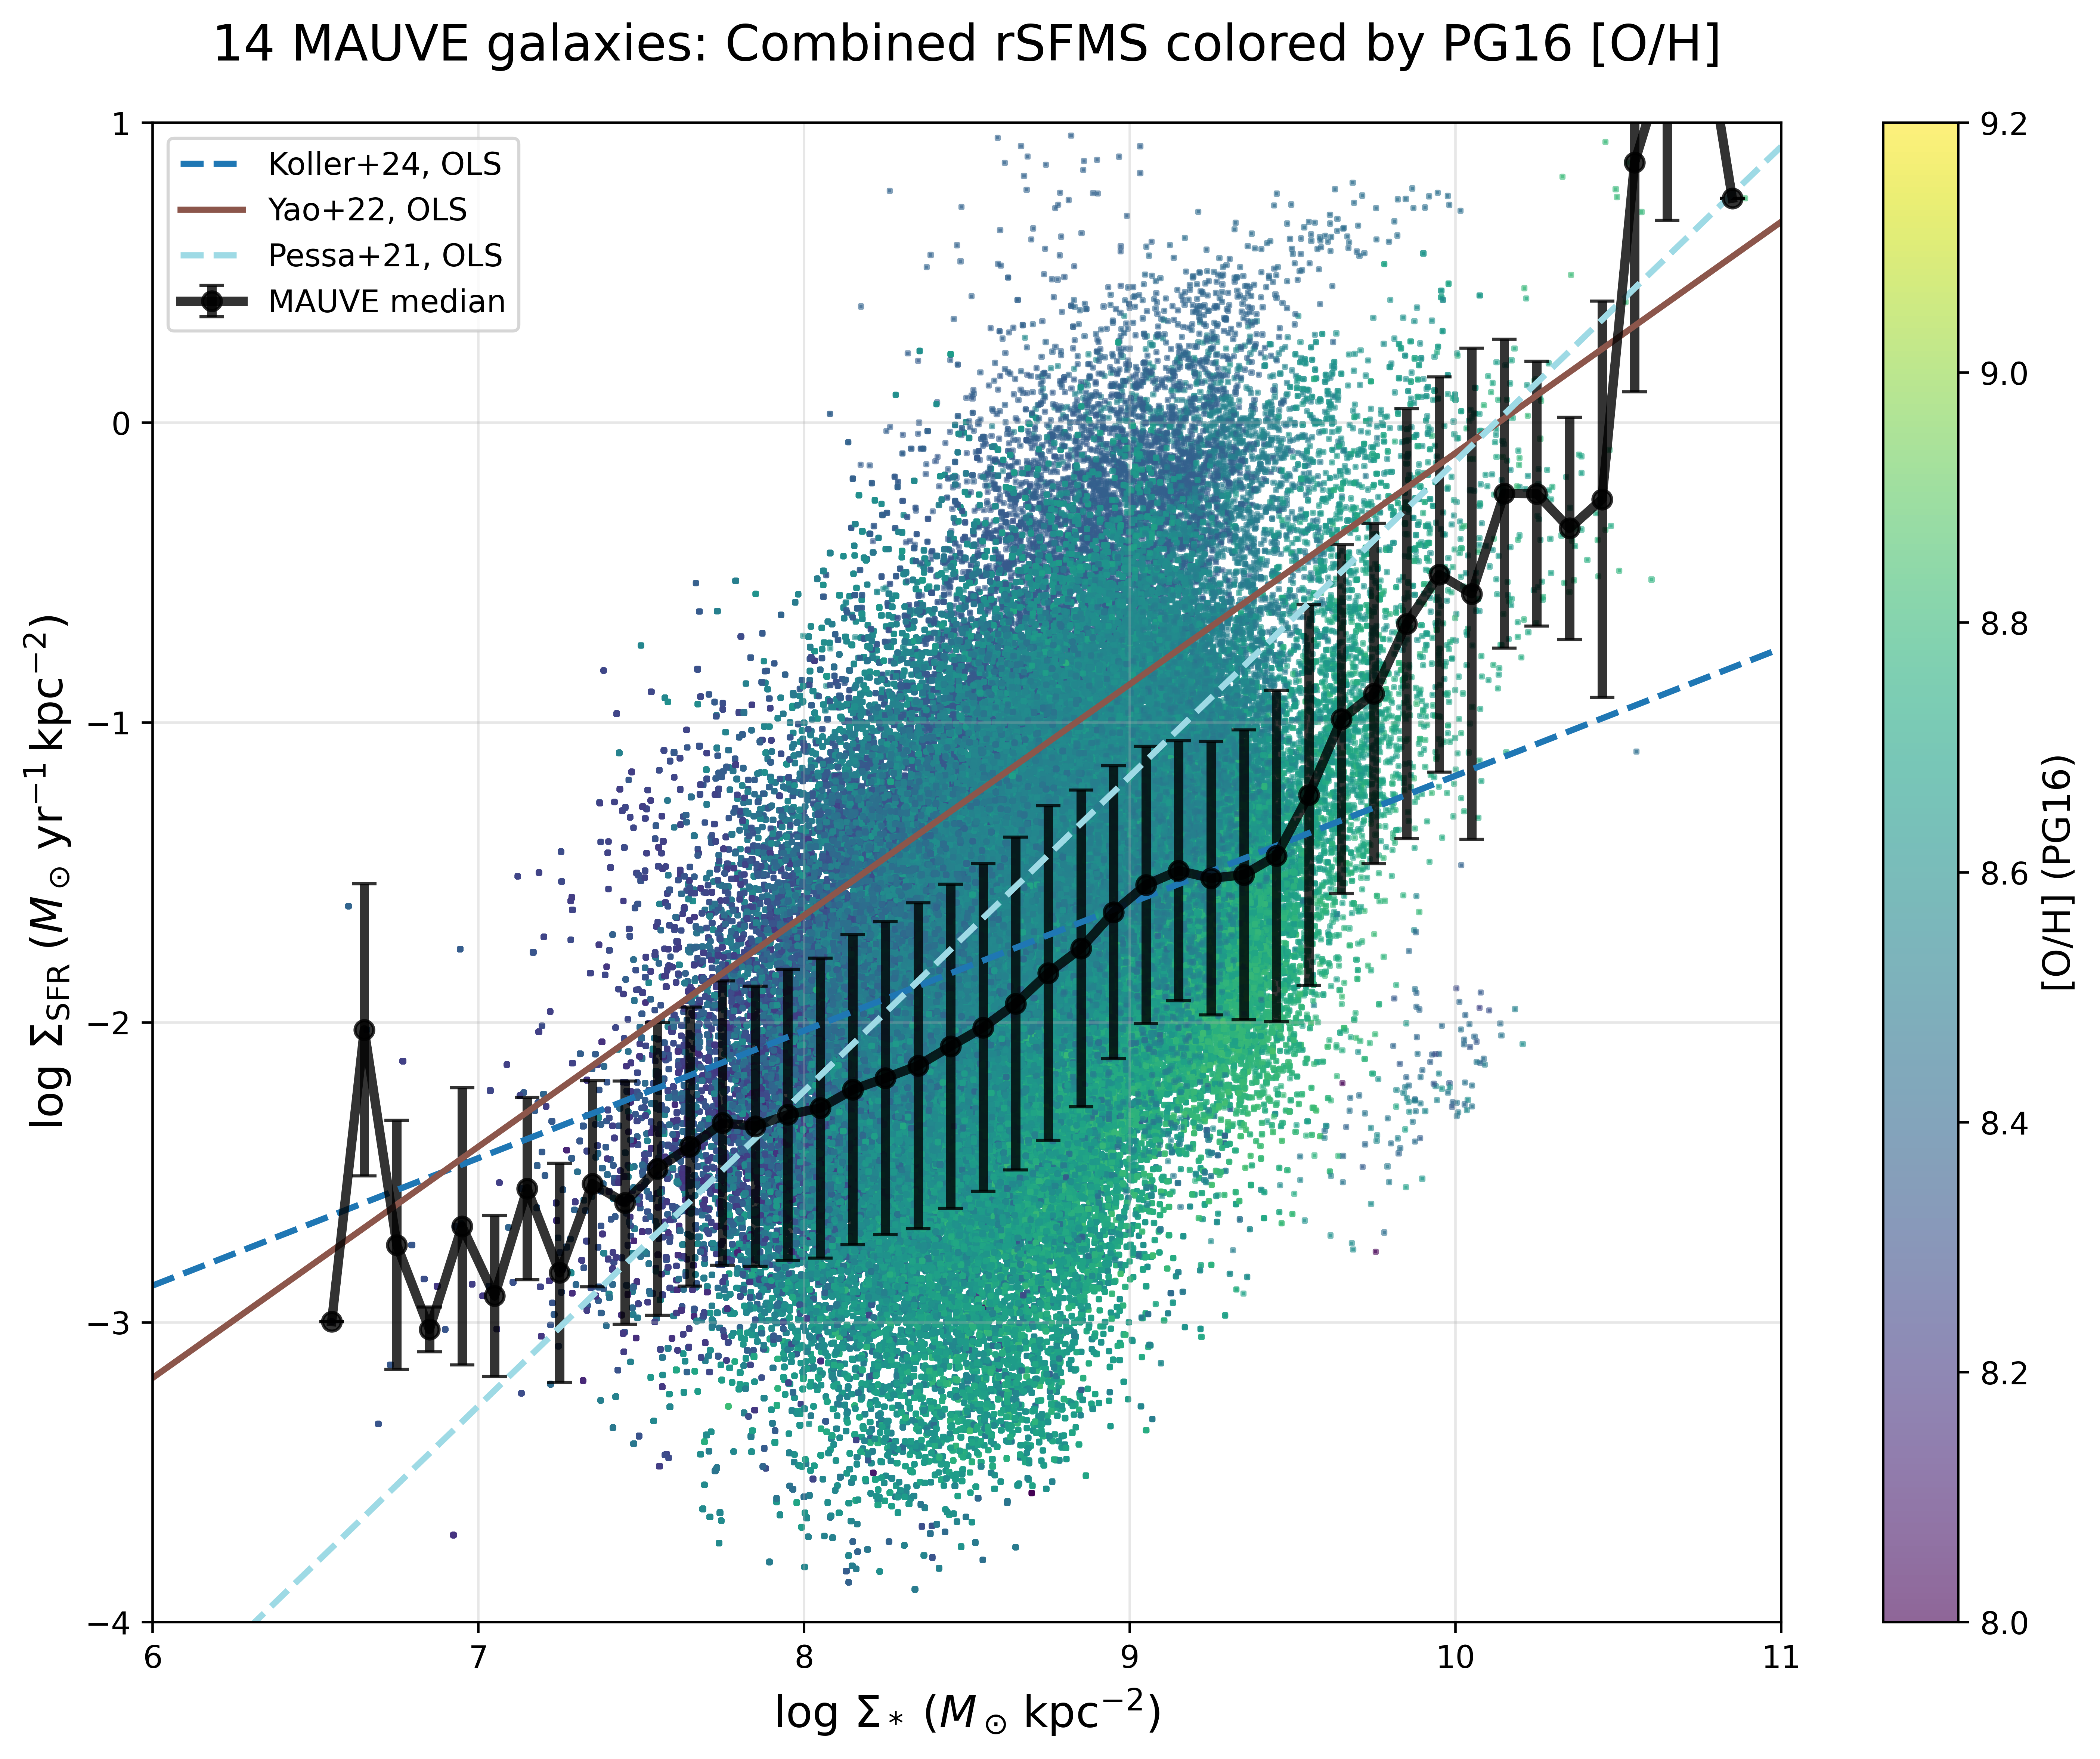 14 MAUVE galaxies: Combined rSFMS colored by PG16 [O/H]
Koller+24, OLS
Yao+22, OLS
Pessa+21, OLS
MAUVE median
1
0
−1
−2
−3
−4
log Σ_SFR (M_⊙ yr⁻¹ kpc⁻²)
6
7
8
9
10
11
log Σ_* (M_⊙ kpc⁻²)
9.2
9.0
8.8
8.6
8.4
8.2
8.0
[O/H] (PG16)